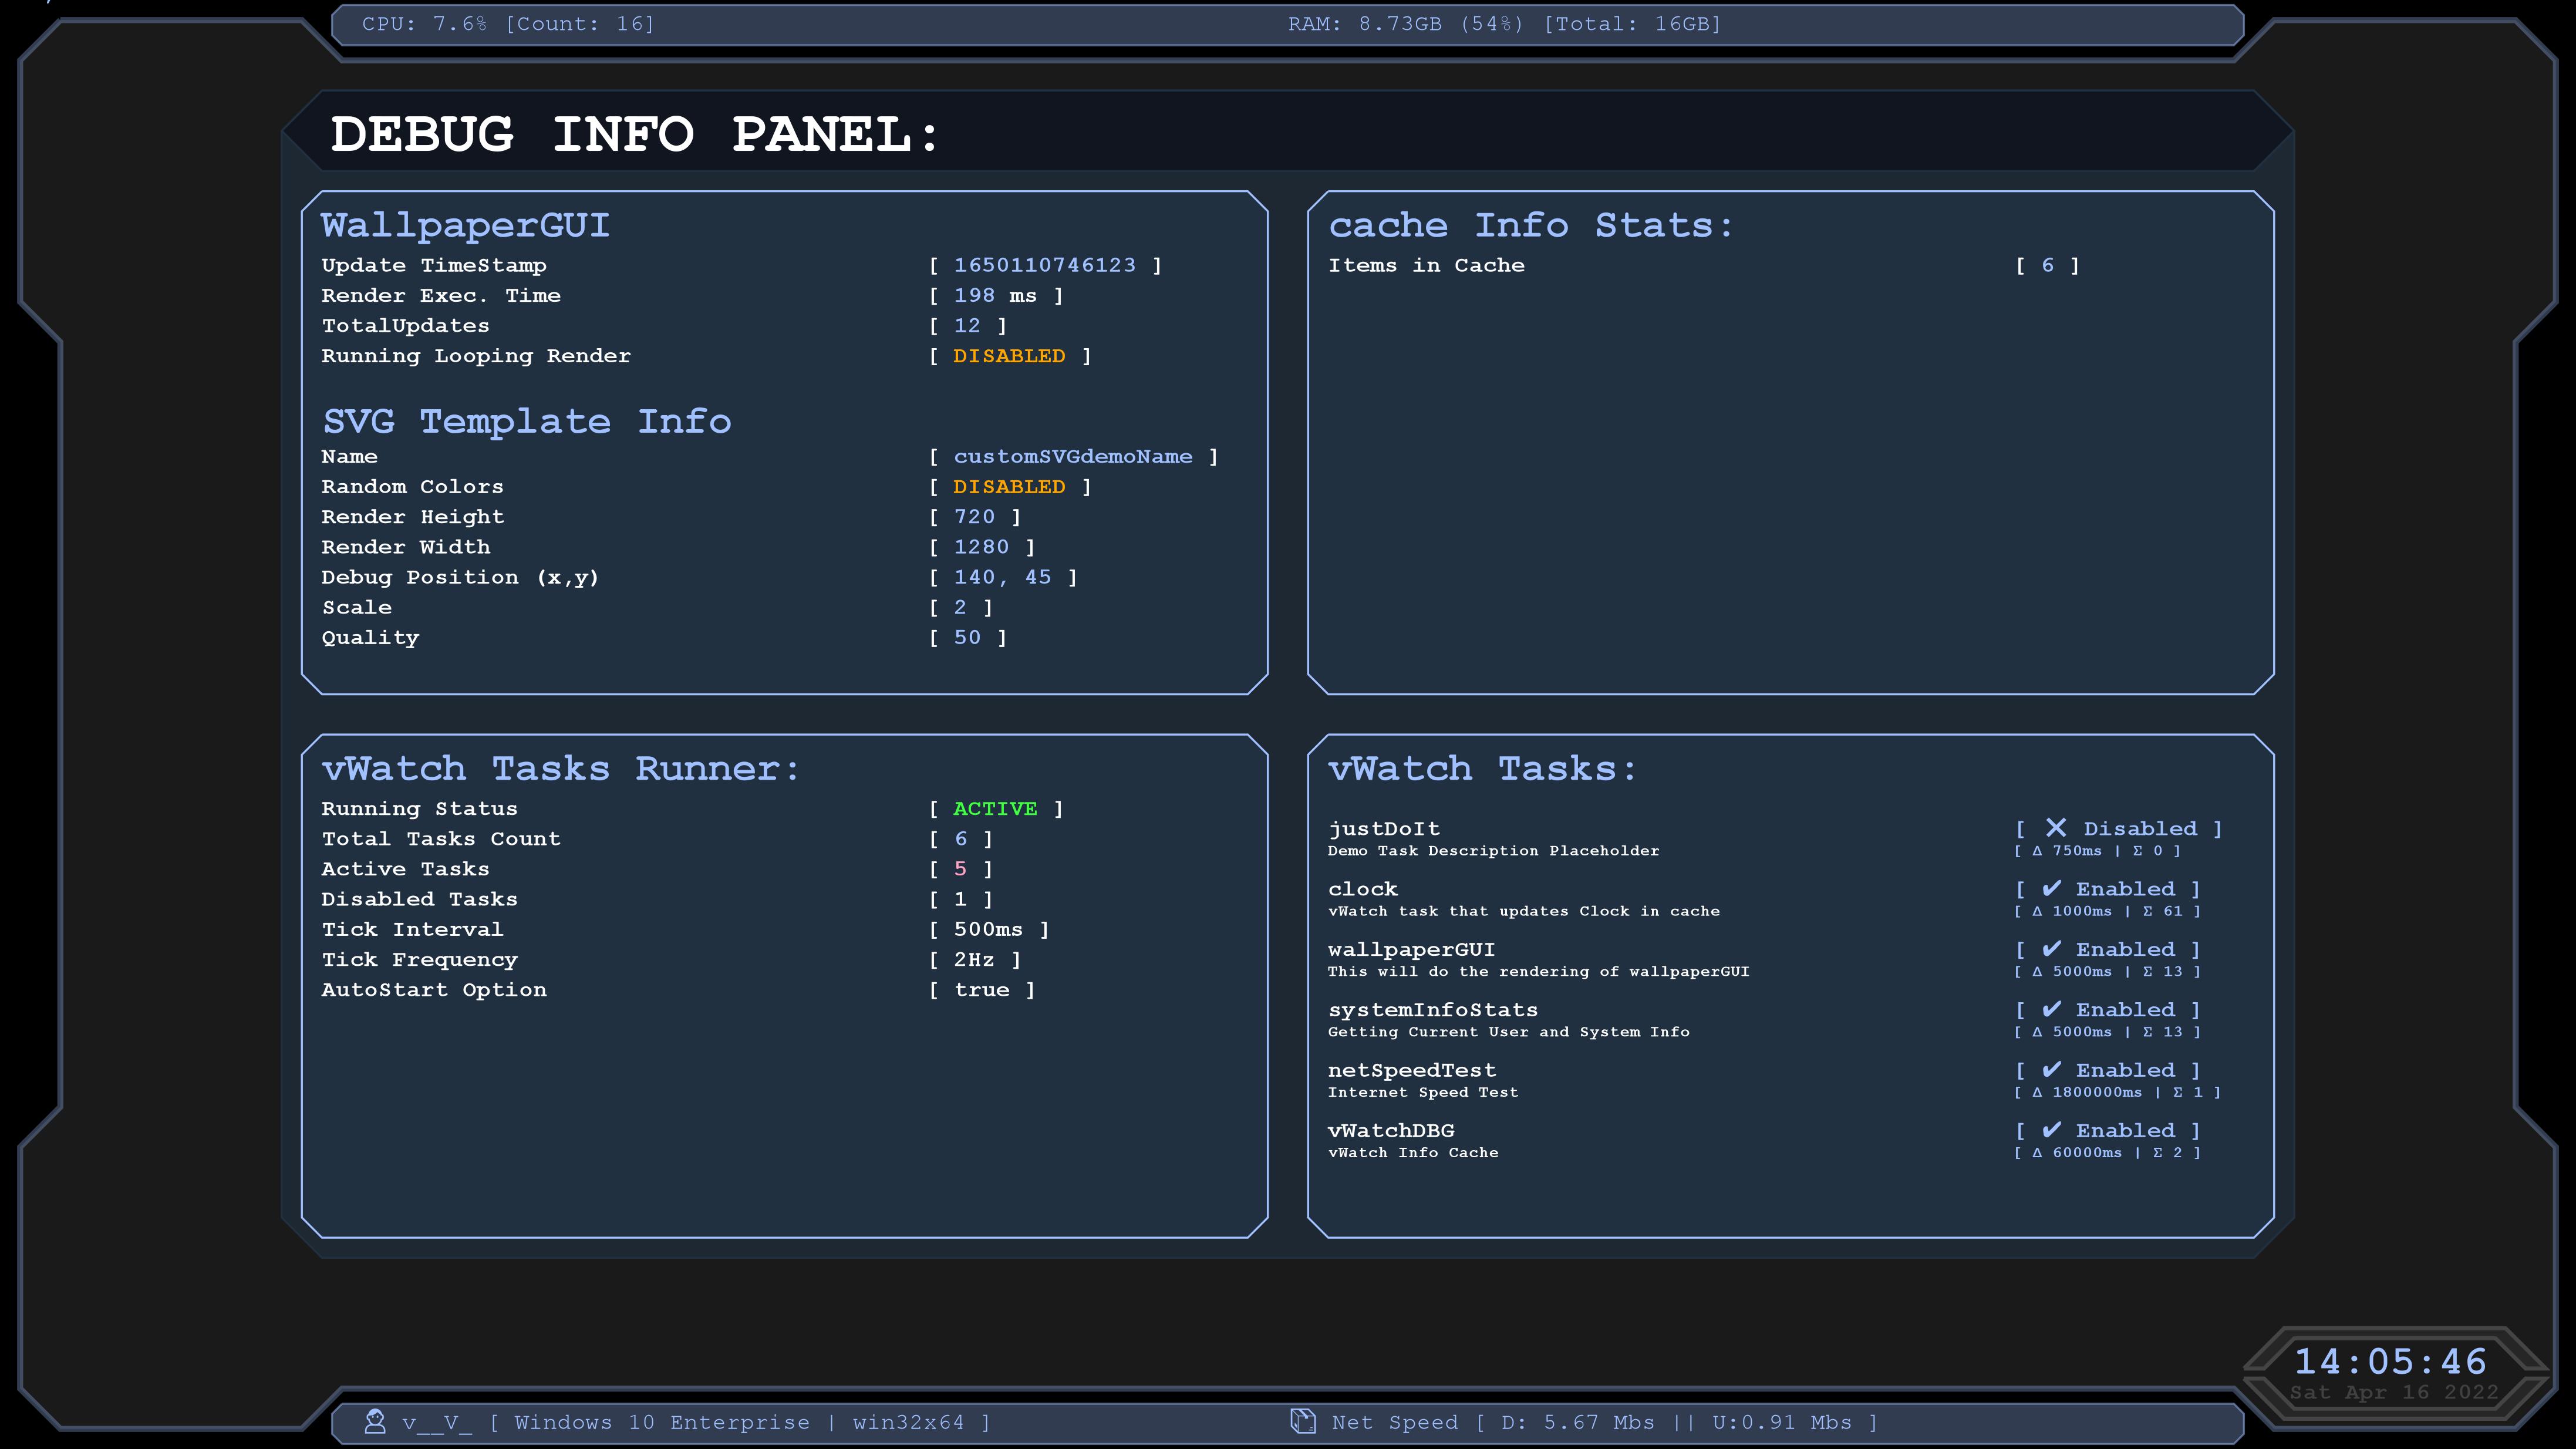 CPU: 7.6% [Count: 16]
RAM: 8.73GB (54%) [Total: 16GB]
DEBUG INFO PANEL:
WallpaperGUI
Update TimeStamp [ 1650110746123 ]
Render Exec. Time [ 198 ms ]
TotalUpdates [ 12 ]
Running Looping Render [ DISABLED ]
SVG Template Info
Name [ customSVGdemoName ]
Random Colors [ DISABLED ]
Render Height [ 720 ]
Render Width [ 1280 ]
Debug Position (x,y) [ 140, 45 ]
Scale [ 2 ]
Quality [ 50 ]
cache Info Stats:
Items in Cache [ 6 ]
vWatch Tasks Runner:
Running Status [ ACTIVE ]
Total Tasks Count [ 6 ]
Active Tasks [ 5 ]
Disabled Tasks [ 1 ]
Tick Interval [ 500ms ]
Tick Frequency [ 2Hz ]
AutoStart Option [ true ]
vWatch Tasks:
justDoIt [ ✕ Disabled ]
Demo Task Description Placeholder [ Δ 750ms | Σ 0 ]
clock [ ✔ Enabled ]
vWatch task that updates Clock in cache [ Δ 1000ms | Σ 61 ]
wallpaperGUI [ ✔ Enabled ]
This will do the rendering of wallpaperGUI [ Δ 5000ms | Σ 13 ]
systemInfoStats [ ✔ Enabled ]
Getting Current User and System Info [ Δ 5000ms | Σ 13 ]
netSpeedTest [ ✔ Enabled ]
Internet Speed Test [ Δ 1800000ms | Σ 1 ]
vWatchDBG [ ✔ Enabled ]
vWatch Info Cache [ Δ 60000ms | Σ 2 ]
14:05:46
Sat Apr 16 2022
v__V_ [ Windows 10 Enterprise | win32x64 ]
Net Speed [ D: 5.67 Mbs || U:0.91 Mbs ]